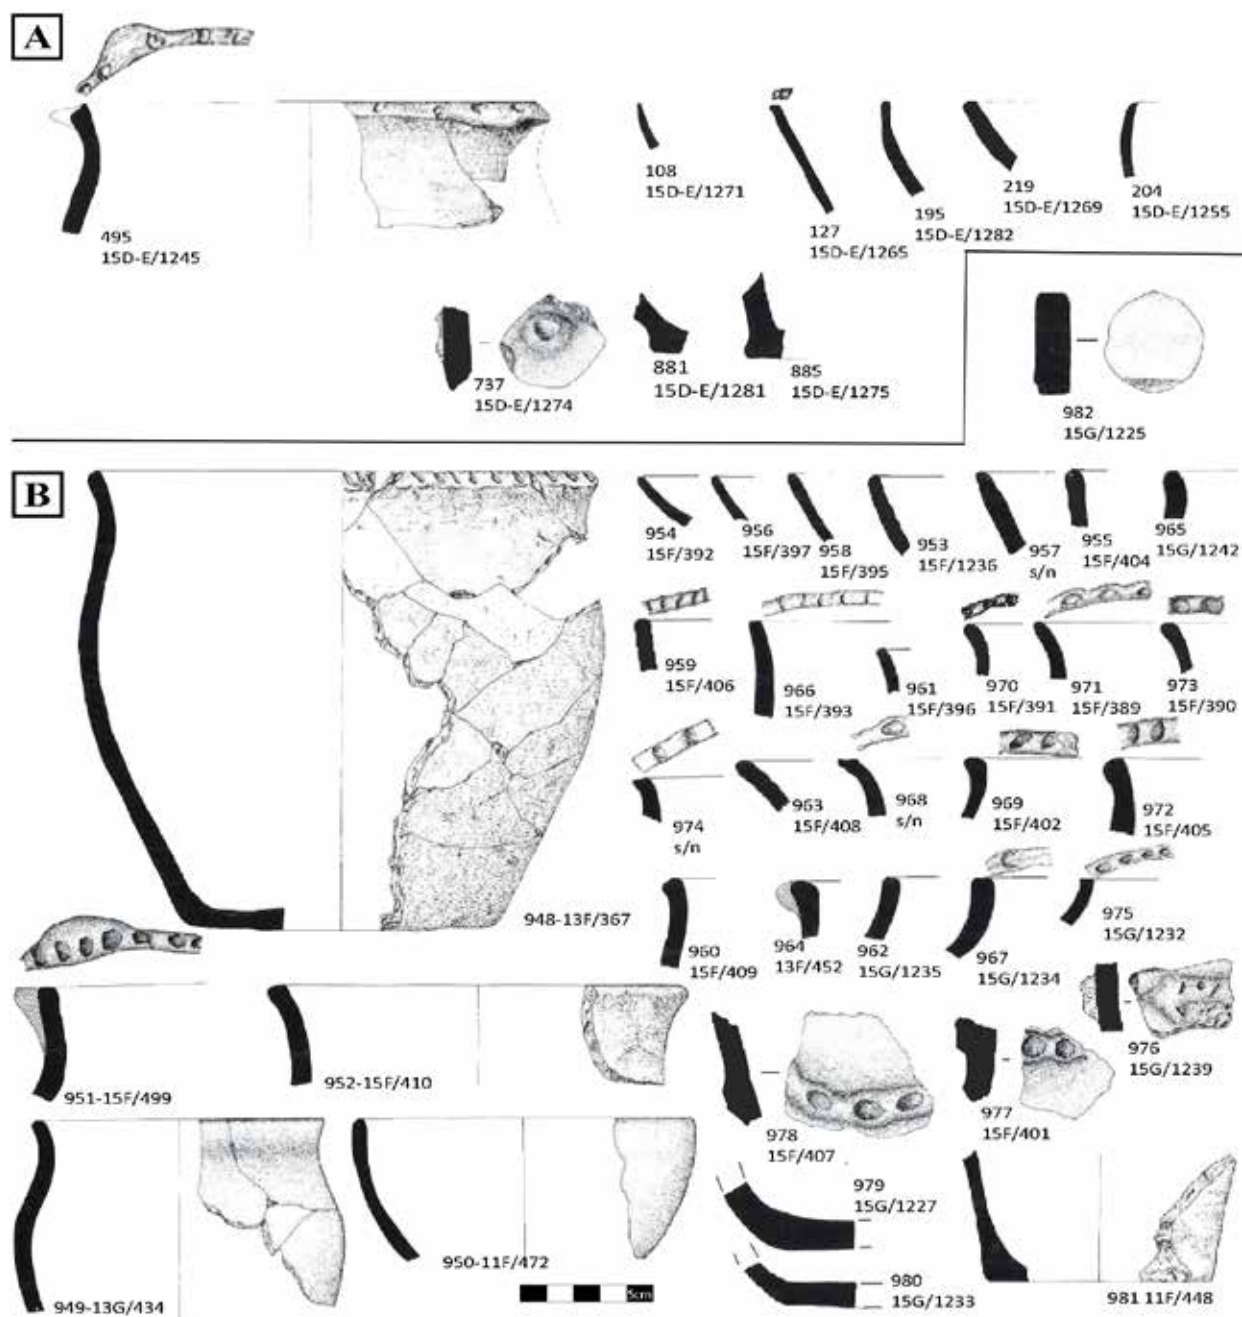 A
495
15D-E/1245
108
15D-E/1271
127
15D-E/1265
195
15D-E/1282
219
15D-E/1269
204
15D-E/1255
737
15D-E/1274
881
15D-E/1281
885
15D-E/1275
982
15G/1225
B
948-13F/367
954
15F/392
956
15F/397
958
15F/395
953
15F/1236
957
s/n
955
15F/404
965
15G/1242
959
15F/406
966
15F/393
961
15F/396
970
15F/391
971
15F/389
973
15F/390
974
s/n
963
15F/408
968
s/n
969
15F/402
972
15F/405
960
15F/409
964
13F/452
962
15G/1235
967
15G/1234
975
15G/1232
951-15F/499
952-15F/410
978
15F/407
977
15F/401
976
15G/1239
949-13G/434
950-11F/472
979
15G/1227
980
15G/1233
981 11F/448
5cm